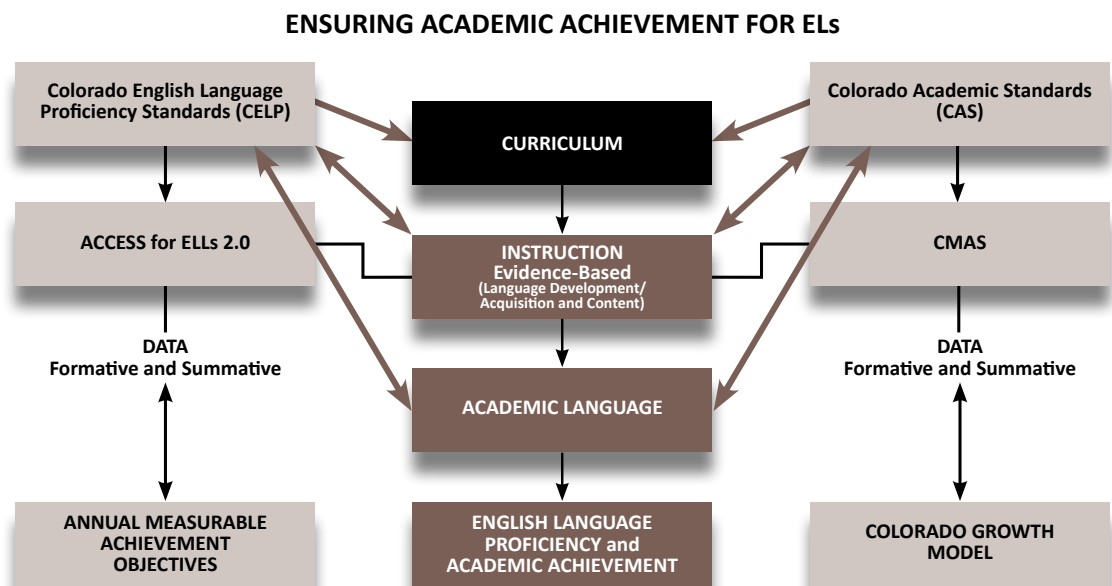 ENSURING ACADEMIC ACHIEVEMENT FOR ELs
Colorado English Language
Proficiency Standards (CELP)
Colorado Academic Standards
(CAS)
CURRICULUM
ACCESS for ELLs 2.0
INSTRUCTION
Evidence-Based
(Language Development/
Acquisition and Content)
CMAS
DATA
Formative and Summative
DATA
Formative and Summative
ACADEMIC LANGUAGE
ANNUAL MEASURABLE
ACHIEVEMENT
OBJECTIVES
ENGLISH LANGUAGE
PROFICIENCY and
ACADEMIC ACHIEVEMENT
COLORADO GROWTH
MODEL